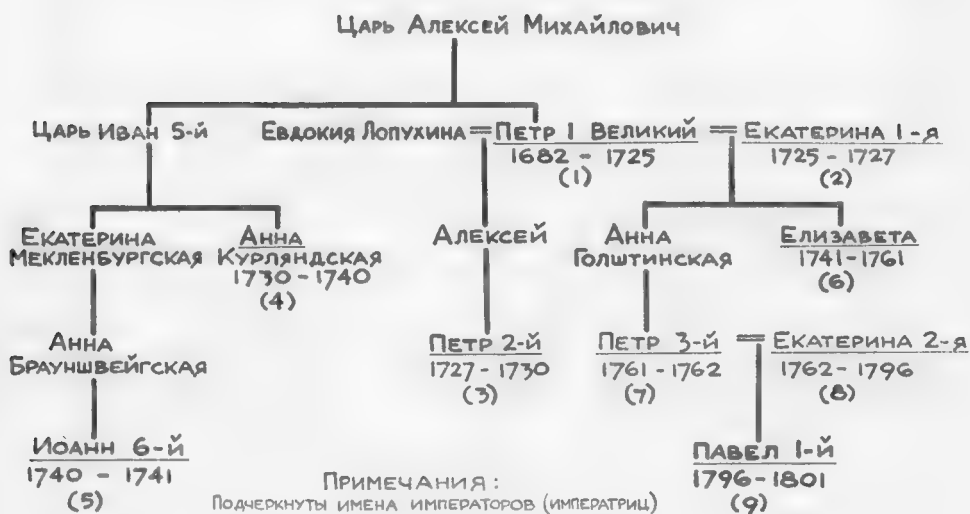 Царь Алексей Михайлович
Царь Иван 5-й Евдокия Лопухина = Петр 1 Великий = Екатерина 1-я
1682 - 1725 1725 - 1727
(1) (2)
Екатерина Мекленбургская
Анна Курляндская
1730 - 1740
(4)
Алексей
Анна Голштинская
Елизавета
1741-1761
(6)
Анна Брауншвейгская
Петр 2-й
1727 - 1730
(3)
Петр 3-й = Екатерина 2-я
1761 - 1762 1762 - 1796
(7) (8)
Иоанн 6-й
1740 - 1741
(5)
Павел 1-й
1796-1801
(9)
Примечания:
Подчеркнуты имена императоров (императриц)